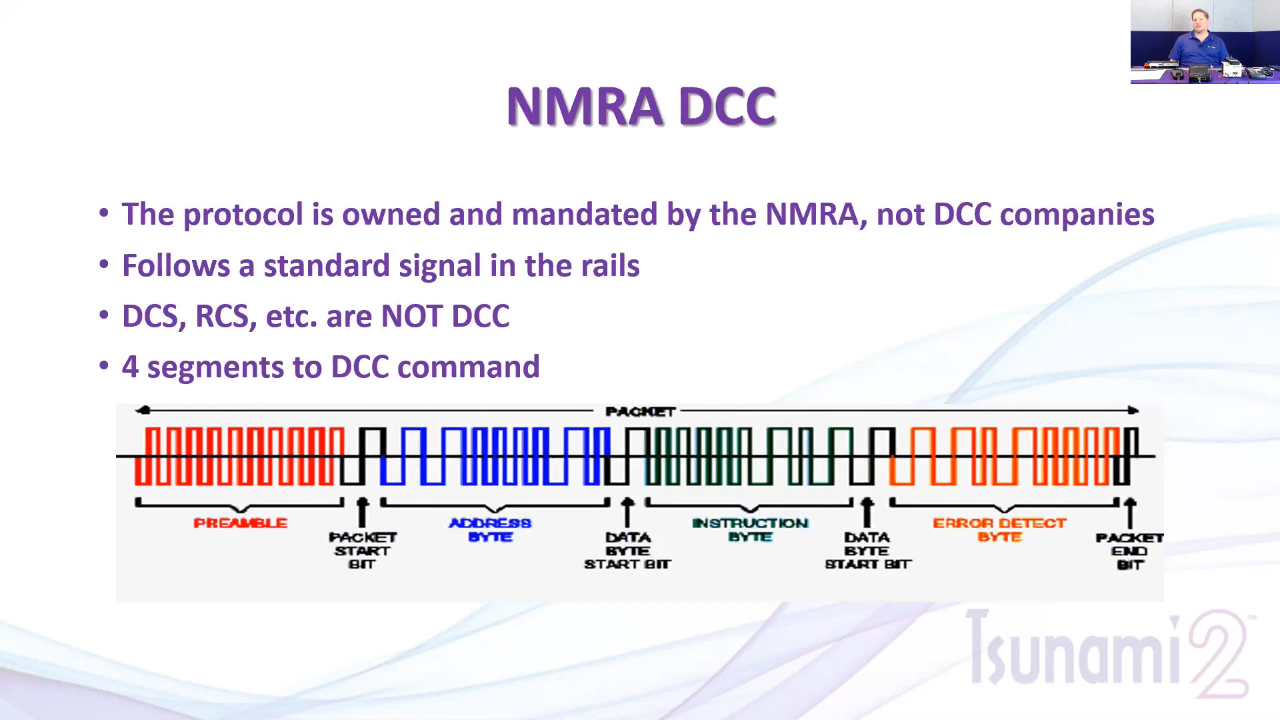 NMRA DCC
• The protocol is owned and mandated by the NMRA, not DCC companies
• Follows a standard signal in the rails
• DCS, RCS, etc. are NOT DCC
• 4 segments to DCC command
PACKET
PREAMBLE
PACKET
START
BIT
ADDRESS
BYTE
DATA
BYTE
START BIT
INSTRUCTION
BYTE
DATA
BYTE
START BIT
ERROR DETECT
BYTE
PACKET
END
BIT
Tsunami2™